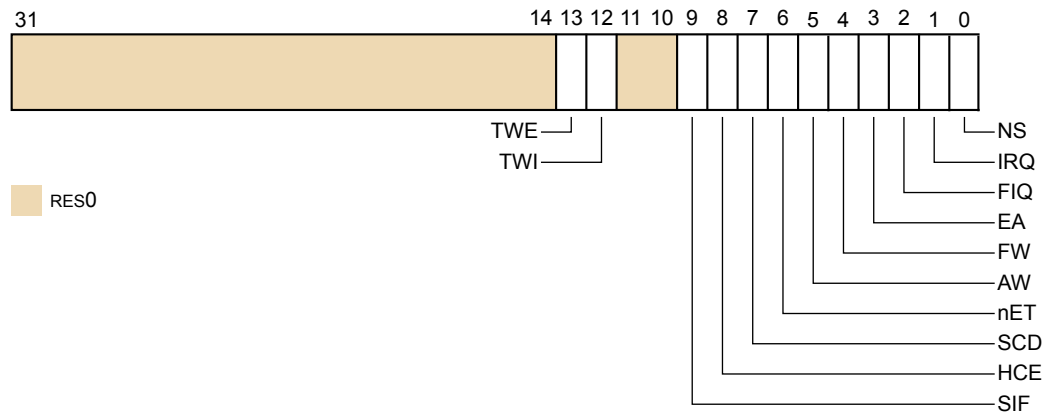 31 14 13 12 11 10 9 8 7 6 5 4 3 2 1 0
TWE NS
TWI IRQ
RES0 FIQ
EA
FW
AW
nET
SCD
HCE
SIF